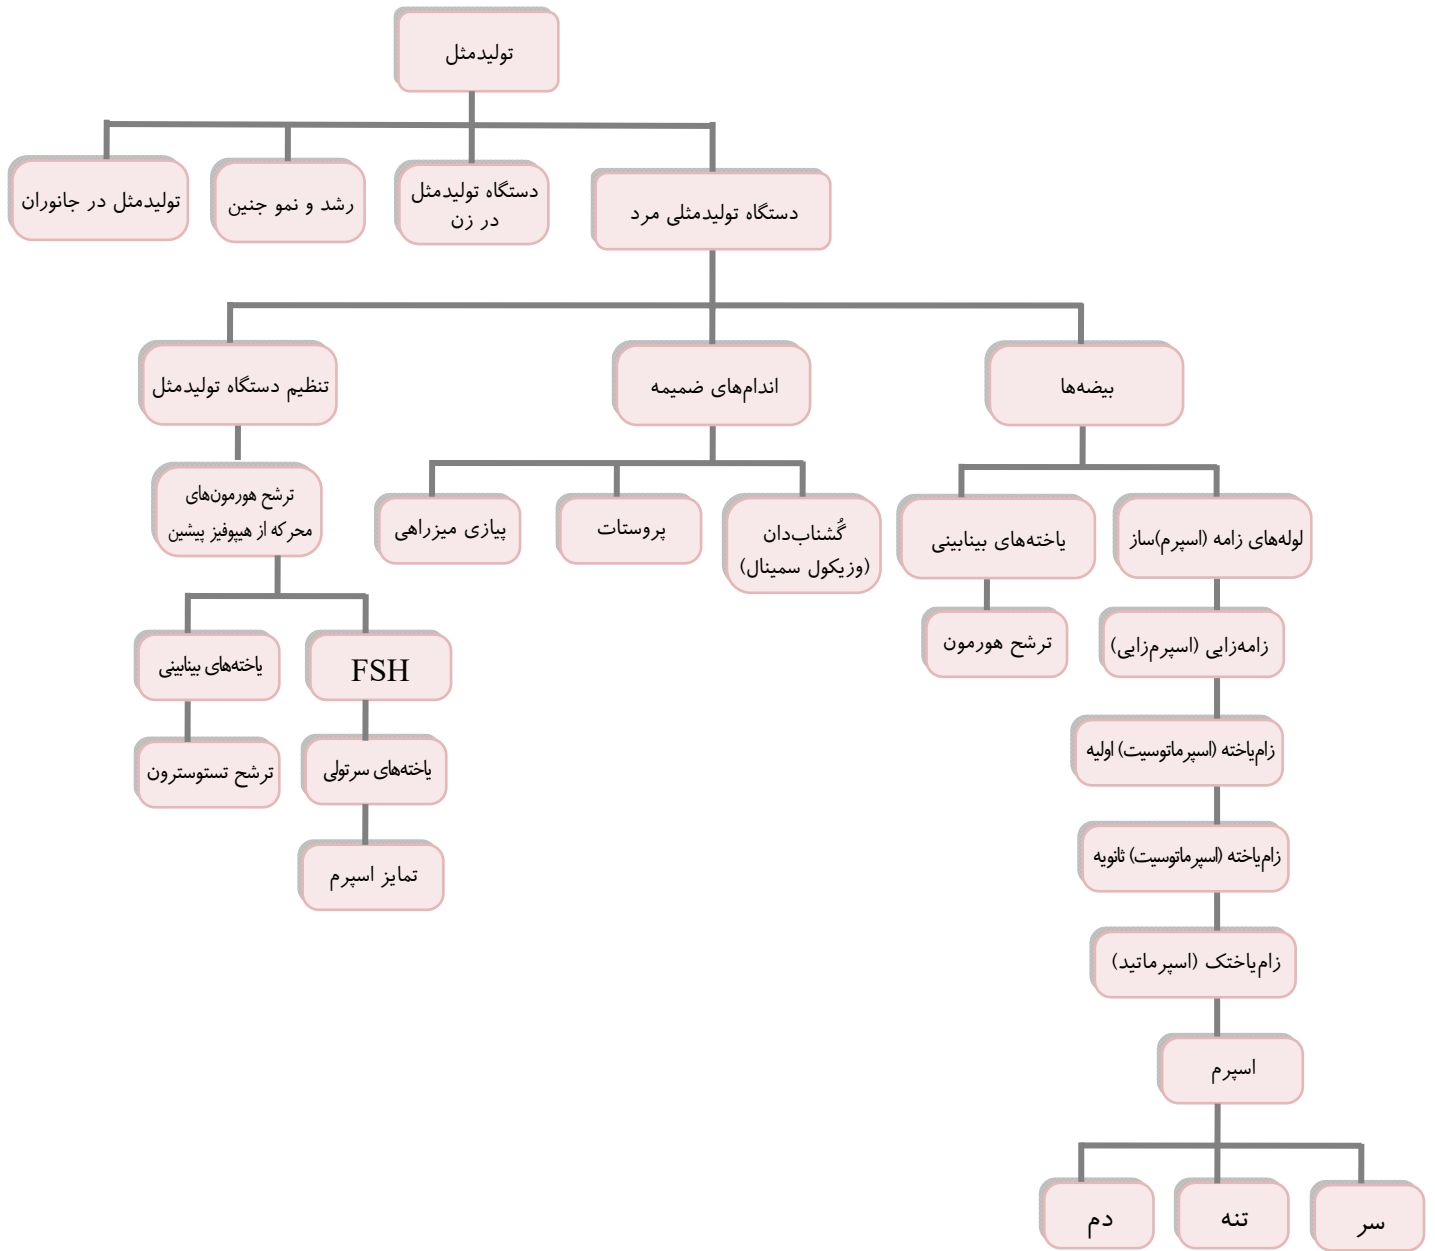 تولیدمثل
دستگاه تولیدمثلی مرد
دستگاه تولیدمثل
در زن
رشد و نمو جنین
تولیدمثل در جانوران
بیضه‌ها
اندام‌های ضمیمه
تنظیم دستگاه تولیدمثل
لوله‌های زامه (اسپرم)ساز
یاخته‌های بینابینی
گُشناب‌دان
(وزیکول سمینال)
پروستات
پیازی میزراهی
ترشح هورمون‌های
محرکه از هیپوفیز پیشین
زامه‌زایی (اسپرم‌زایی)
ترشح هورمون
FSH
یاخته‌های بینابینی
زام‌یاخته (اسپرماتوسیت) اولیه
یاخته‌های سرتولی
ترشح تستوسترون
زام‌یاخته (اسپرماتوسیت) ثانویه
تمایز اسپرم
زام‌یاختک (اسپرماتید)
اسپرم
سر
تنه
دم